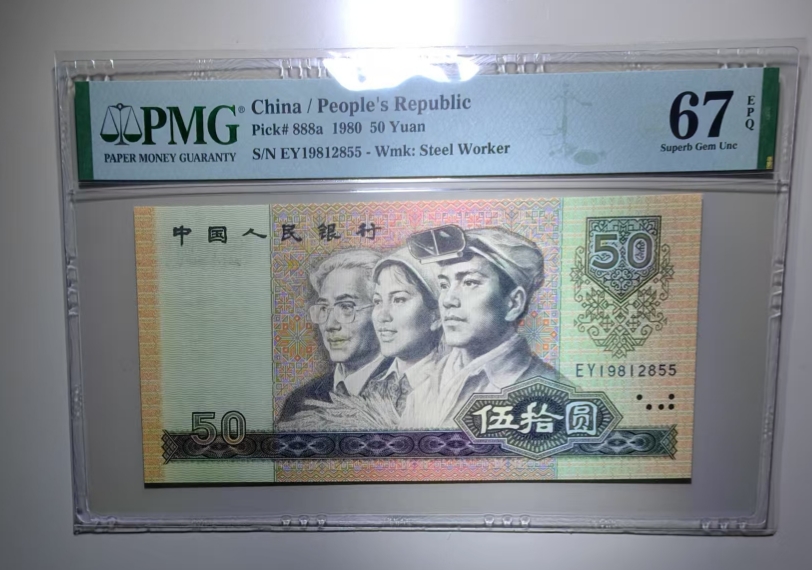 PMG®
PAPER MONEY GUARANTY
China / People's Republic
Pick# 888a 1980 50 Yuan
S/N EY19812855 - Wmk: Steel Worker
67
EPQ
Superb Gem Unc
中国人民银行
50
EY19812855
50
伍拾圆